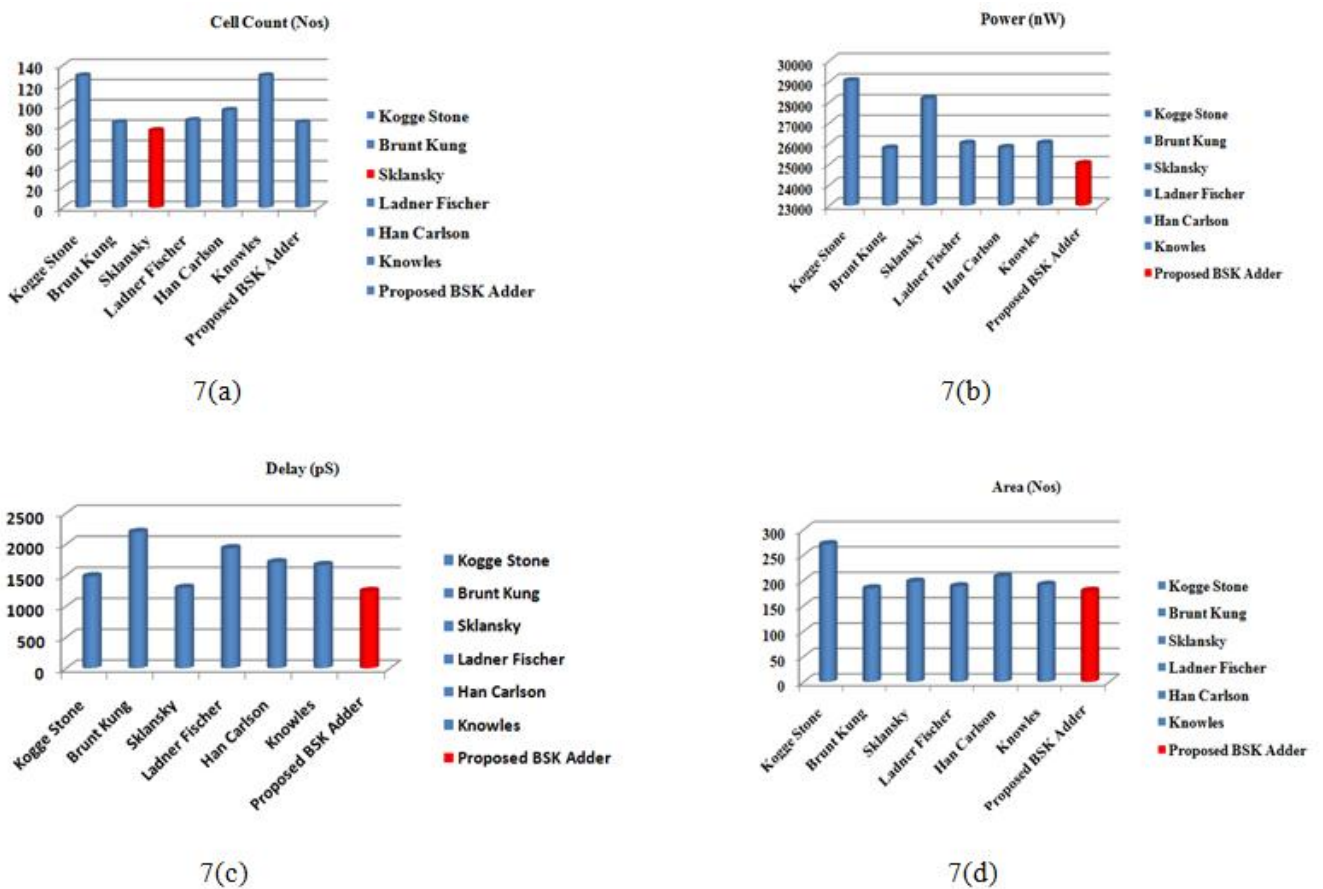 Cell Count (Nos)
140
120
100
80
60
40
20
0
Kogge Stone
Brunt Kung
Sklansky
Ladner Fischer
Han Carlson
Knowles
Proposed BSK Adder
Kogge Stone
Brunt Kung
Sklansky
Ladner Fischer
Han Carlson
Knowles
Proposed BSK Adder
7(a)
Power (nW)
30000
29000
28000
27000
26000
25000
24000
23000
Kogge Stone
Brunt Kung
Sklansky
Ladner Fischer
Han Carlson
Knowles
Proposed BSK Adder
Kogge Stone
Brunt Kung
Sklansky
Ladner Fischer
Han Carlson
Knowles
Proposed BSK Adder
7(b)
Delay (pS)
2500
2000
1500
1000
500
0
Kogge Stone
Brunt Kung
Sklansky
Ladner Fischer
Han Carlson
Knowles
Proposed BSK Adder
Kogge Stone
Brunt Kung
Sklansky
Ladner Fischer
Han Carlson
Knowles
Proposed BSK Adder
7(c)
Area (Nos)
300
250
200
150
100
50
0
Kogge Stone
Brunt Kung
Sklansky
Ladner Fischer
Han Carlson
Knowles
Proposed BSK Adder
Kogge Stone
Brunt Kung
Sklansky
Ladner Fischer
Han Carlson
Knowles
Proposed BSK Adder
7(d)